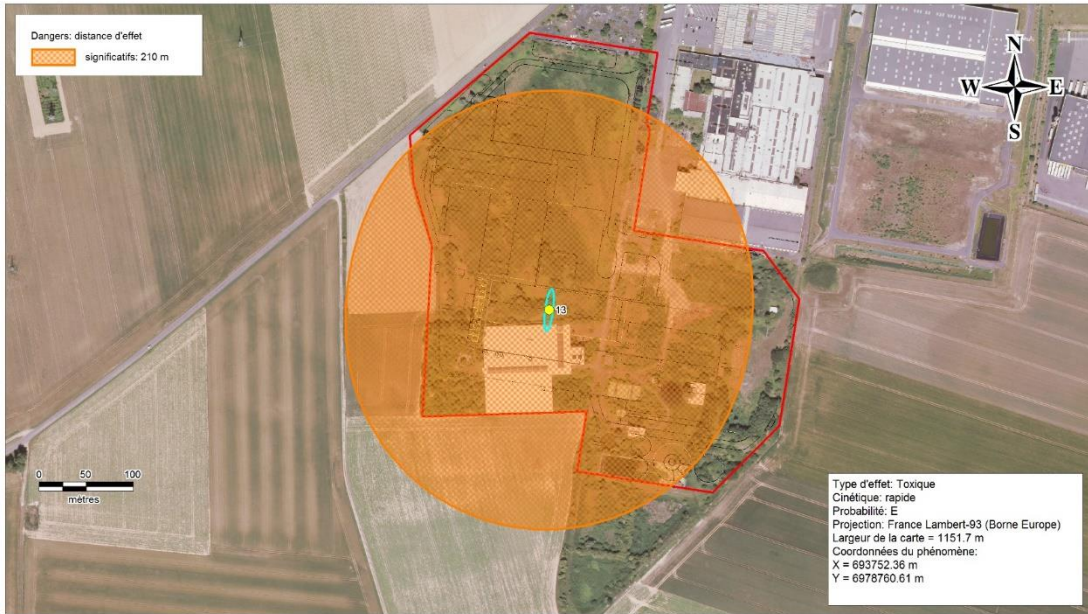 Dangers: distance d'effet
significatifs: 210 m
N
W
E
S
13
0 50 100
mètres
Type d'effet: Toxique
Cinétique: rapide
Probabilité: E
Projection: France Lambert-93 (Borne Europe)
Largeur de la carte = 1151.7 m
Coordonnées du phénomène:
X = 693752.36 m
Y = 6978760.61 m